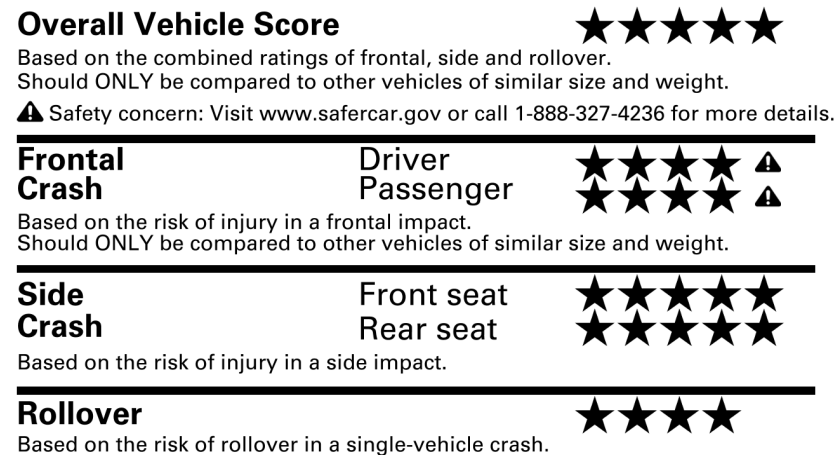 Overall Vehicle Score ★★★★★
Based on the combined ratings of frontal, side and rollover.
Should ONLY be compared to other vehicles of similar size and weight.
⚠ Safety concern: Visit www.safercar.gov or call 1-888-327-4236 for more details.
Frontal Driver ★★★★ ⚠
Crash Passenger ★★★★ ⚠
Based on the risk of injury in a frontal impact.
Should ONLY be compared to other vehicles of similar size and weight.
Side Front seat ★★★★★
Crash Rear seat ★★★★★
Based on the risk of injury in a side impact.
Rollover ★★★★
Based on the risk of rollover in a single-vehicle crash.